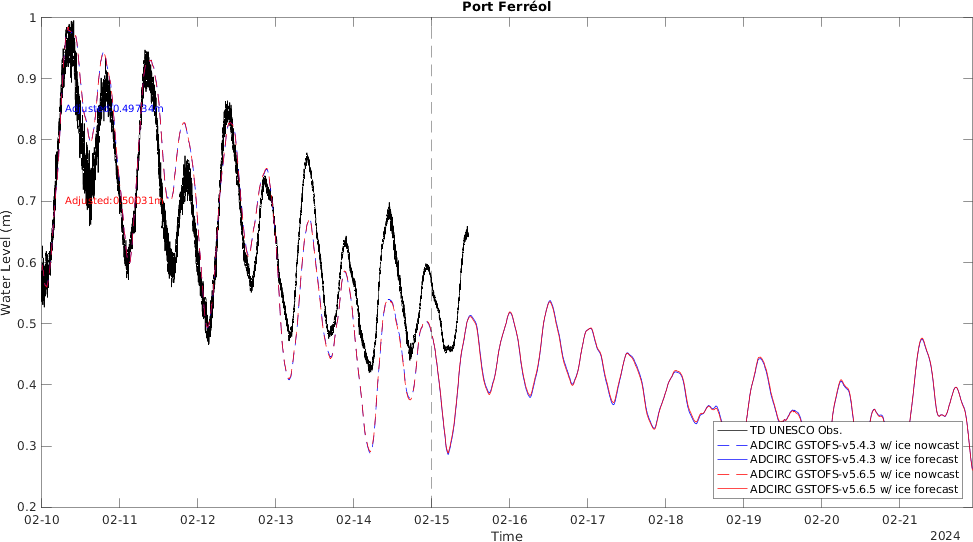 Port Ferréol
1
0.9
0.8
0.7
0.6
0.5
0.4
0.3
0.2
Water Level (m)
Adjusted:0.49734m
Adjusted:0.50031m
TD UNESCO Obs.
ADCIRC GSTOFS-v5.4.3 w/ ice nowcast
ADCIRC GSTOFS-v5.4.3 w/ ice forecast
ADCIRC GSTOFS-v5.6.5 w/ ice nowcast
ADCIRC GSTOFS-v5.6.5 w/ ice forecast
02-10 02-11 02-12 02-13 02-14 02-15 02-16 02-17 02-18 02-19 02-20 02-21
Time
2024